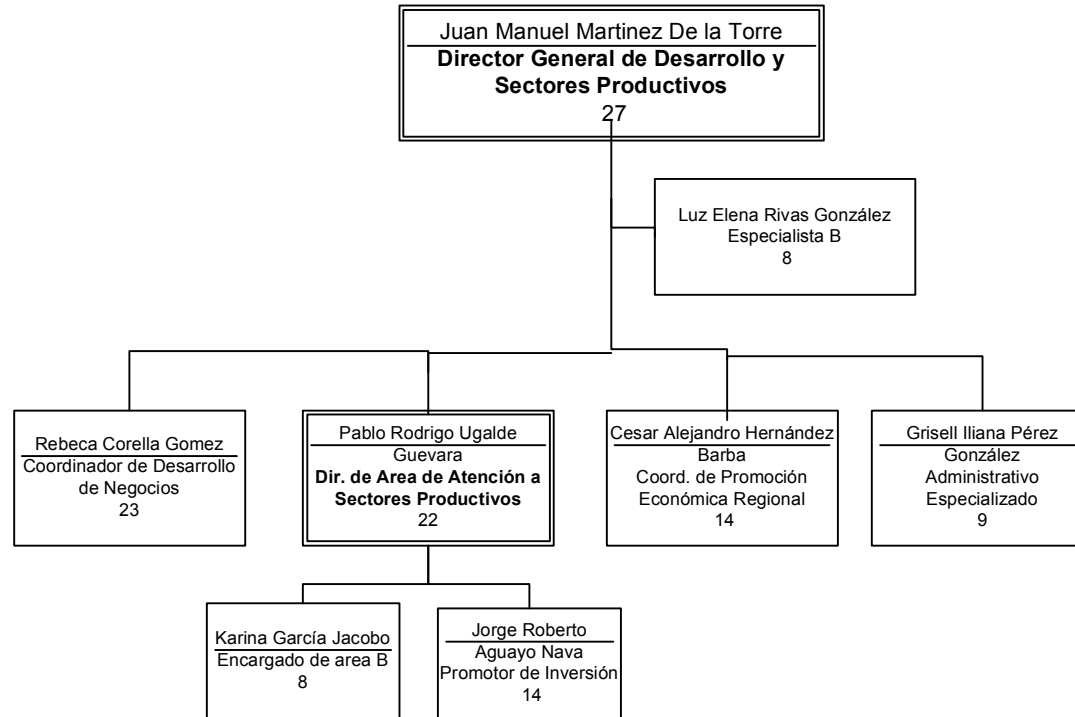 Juan Manuel Martinez De la Torre
Director General de Desarrollo y
Sectores Productivos
27
Luz Elena Rivas González
Especialista B
8
Rebeca Corella Gomez
Coordinador de Desarrollo
de Negocios
23
Pablo Rodrigo Ugalde
Guevara
Dir. de Area de Atención a
Sectores Productivos
22
Cesar Alejandro Hernández
Barba
Coord. de Promoción
Económica Regional
14
Grisell Iliana Pérez
González
Administrativo
Especializado
9
Karina García Jacobo
Encargado de area B
8
Jorge Roberto
Aguayo Nava
Promotor de Inversión
14